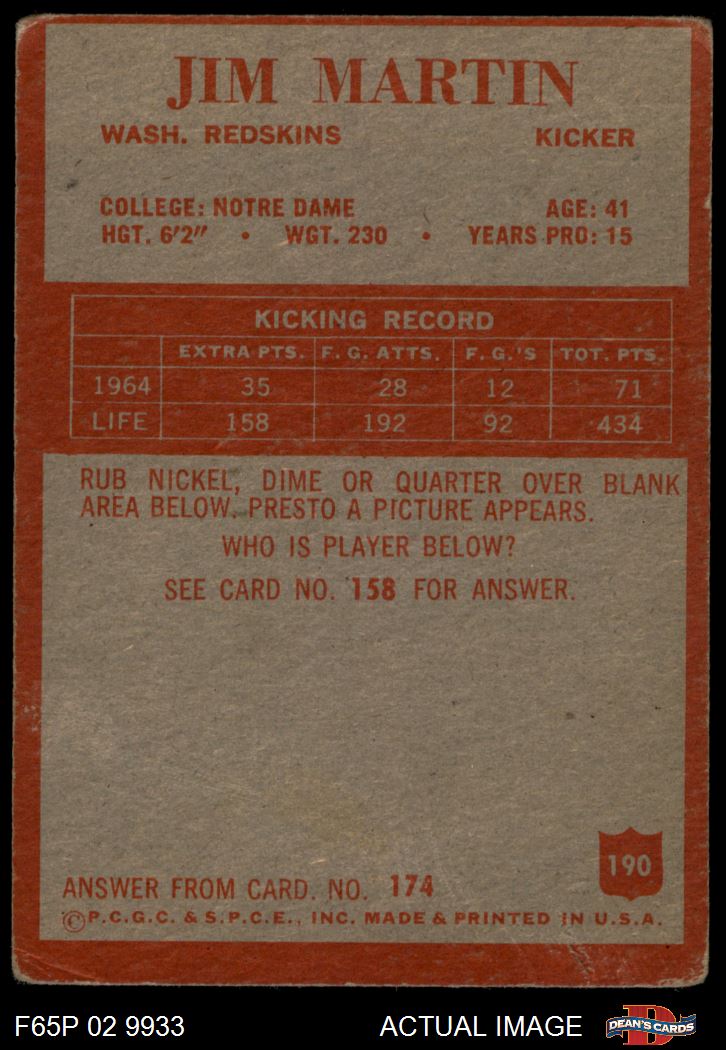 JIM MARTIN
WASH. REDSKINS KICKER
COLLEGE: NOTRE DAME AGE: 41
HGT. 6'2" • WGT. 230 • YEARS PRO: 15
KICKING RECORD
EXTRA PTS. F. G. ATTS. F. G.'S TOT. PTS.
1964 35 28 12 71
LIFE 158 192 92 434
RUB NICKEL, DIME OR QUARTER OVER BLANK
AREA BELOW. PRESTO A PICTURE APPEARS.
WHO IS PLAYER BELOW?
SEE CARD NO. 158 FOR ANSWER.
190
ANSWER FROM CARD. NO. 174
©P.C.G.C. & S.P.C.E., INC. MADE & PRINTED IN U.S.A.
F65P 02 9933 ACTUAL IMAGE D DEAN'S CARDS